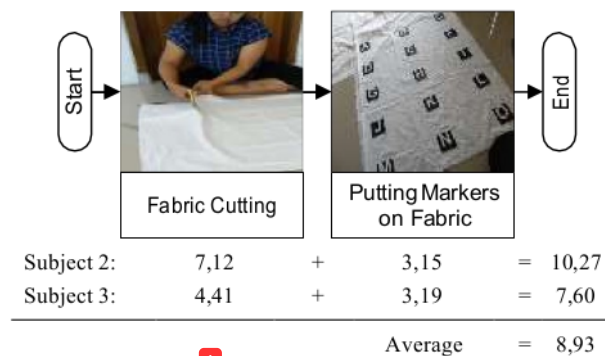 Start
Fabric Cutting
Putting Markers
on Fabric
End
Subject 2: 7,12 + 3,15 = 10,27
Subject 3: 4,41 + 3,19 = 7,60
Average = 8,93